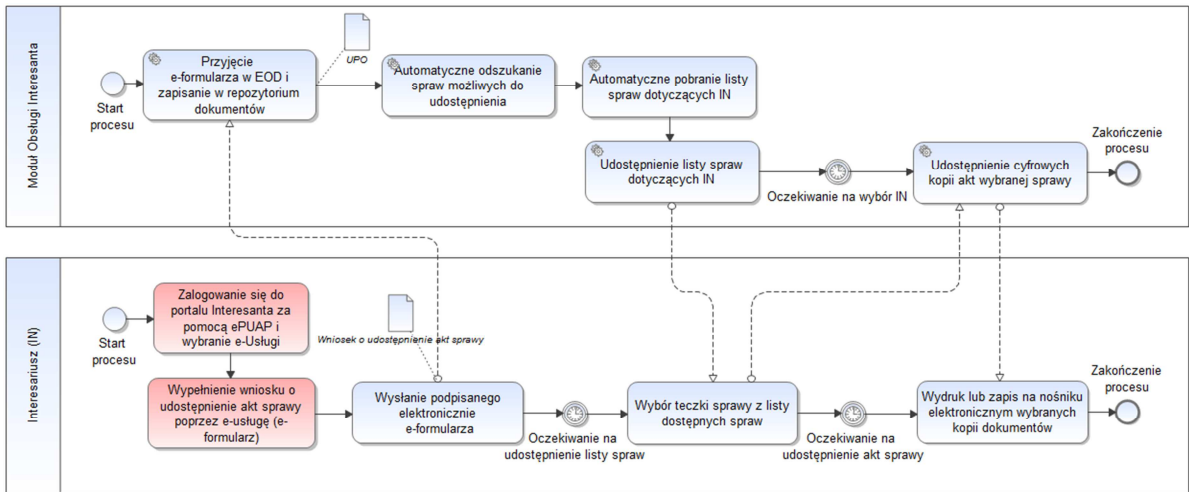 Moduł Obsługi Interesanta
Start
procesu
Przyjęcie
e-formularza w EOD i
zapisanie w repozytorium
dokumentów
UPO
Automatyczne odszukanie
spraw możliwych do
udostępnienia
Automatyczne pobranie listy
spraw dotyczących IN
Udostępnienie listy spraw
dotyczących IN
Oczekiwanie na wybór IN
Udostępnienie cyfrowych
kopii akt wybranej sprawy
Zakończenie
procesu
Interesariusz (IN)
Start
procesu
Zalogowanie się do
portalu Interesanta za
pomocą ePUAP i
wybranie e-Usługi
Wypełnienie wniosku o
udostępnienie akt sprawy
poprzez e-usługę (e-
formularz)
Wniosek o udostępnienie akt sprawy
Wysłanie podpisanego
elektronicznie
e-formularza
Oczekiwanie na
udostępnienie listy spraw
Wybór teczki sprawy z listy
dostępnych spraw
Oczekiwanie na
udostępnienie akt sprawy
Wydruk lub zapis na nośniku
elektronicznym wybranych
kopii dokumentów
Zakończenie
procesu